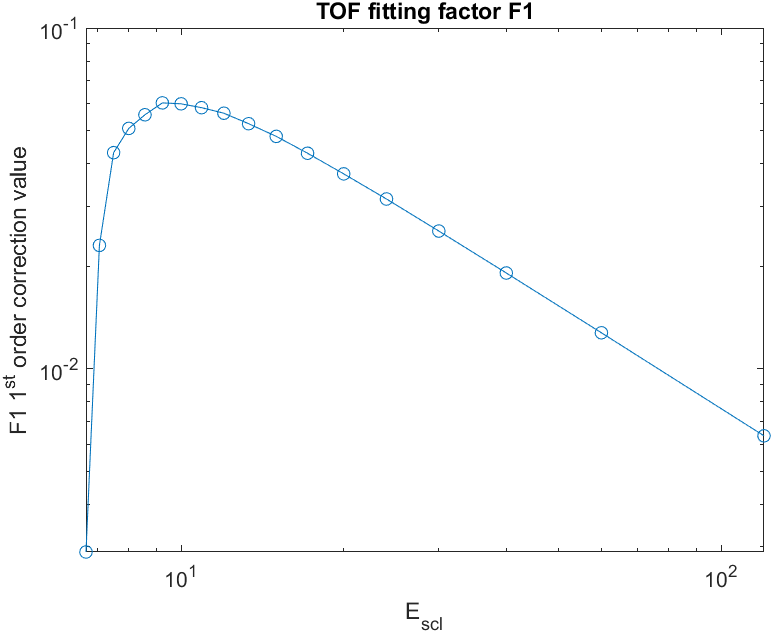 TOF fitting factor F1
10^-1
10^-2
F1 1^st order correction value
10^1
10^2
E_scl